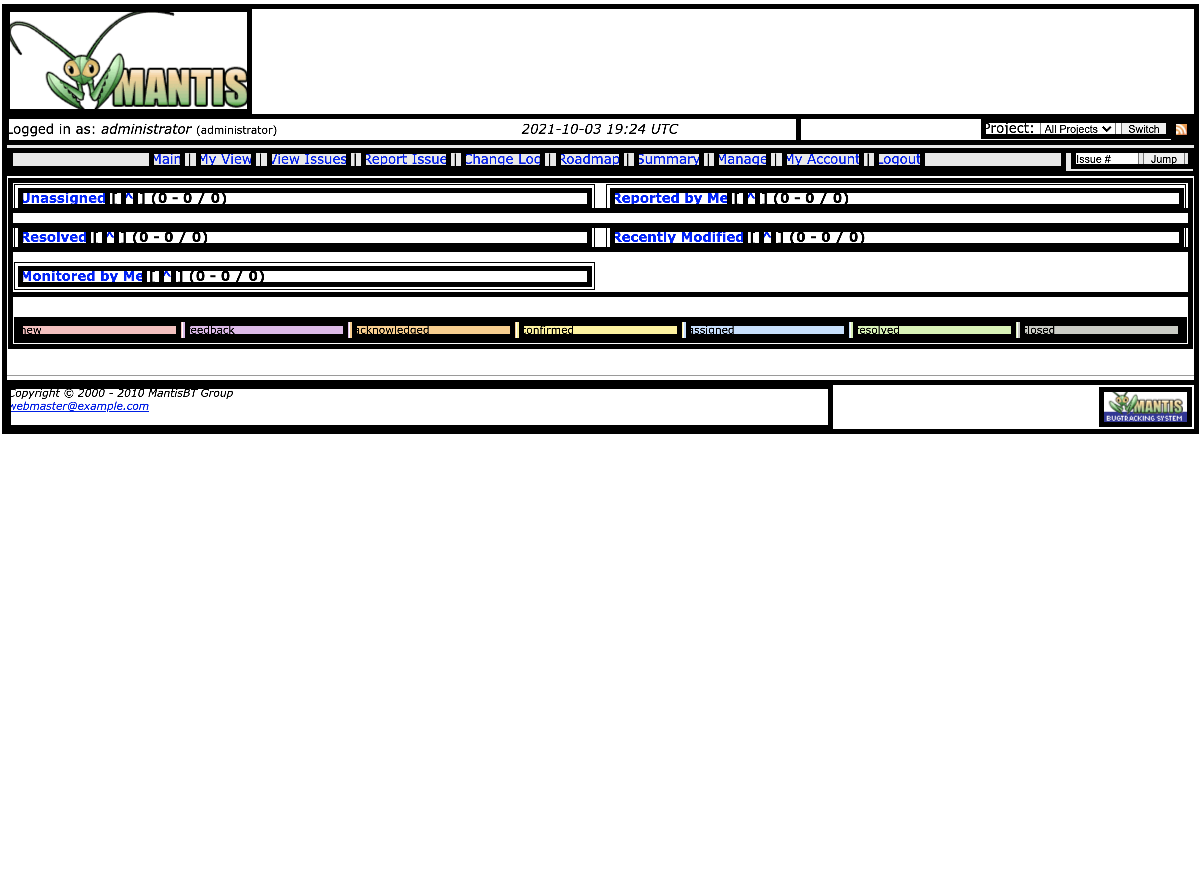 MANTIS
Logged in as: administrator (administrator) 2021-10-03 19:24 UTC Project: All Projects Switch
Main | My View | View Issues | Report Issue | Change Log | Roadmap | Summary | Manage | My Account | Logout Issue # Jump
Unassigned [ ^ ] (0 - 0 / 0) Reported by Me [ ^ ] (0 - 0 / 0)
Resolved [ ^ ] (0 - 0 / 0) Recently Modified [ ^ ] (0 - 0 / 0)
Monitored by Me [ ^ ] (0 - 0 / 0)
new feedback acknowledged confirmed assigned resolved closed
Copyright © 2000 - 2010 MantisBT Group
webmaster@example.com
MANTIS
BUGTRACKING SYSTEM